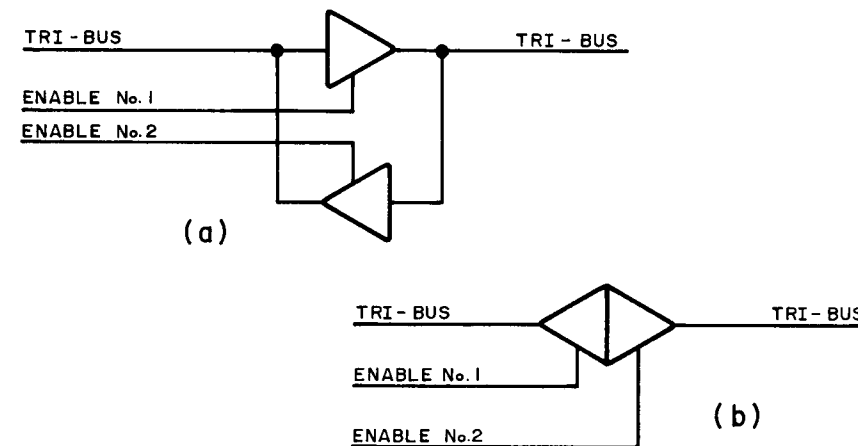 TRI-BUS
TRI-BUS
ENABLE No.1
ENABLE No.2
(a)
TRI-BUS
TRI-BUS
ENABLE No.1
(b)
ENABLE No.2